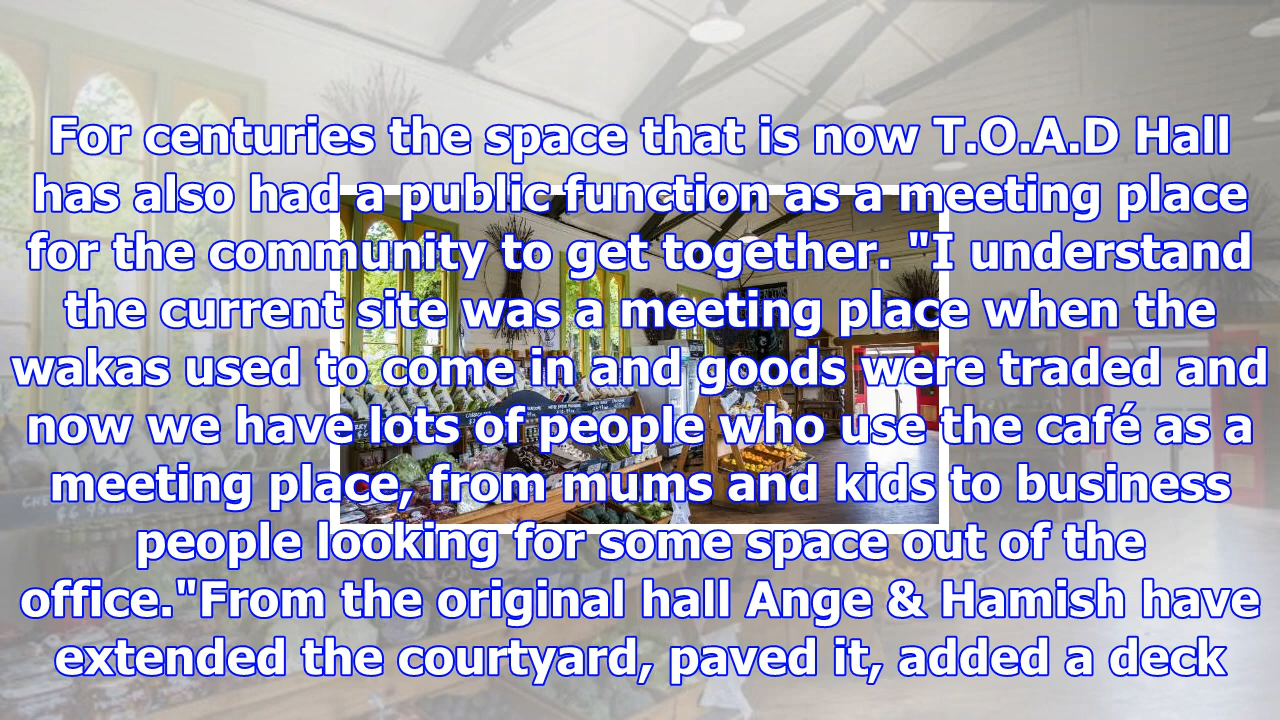 For centuries the space that is now T.O.A.D Hall
has also had a public function as a meeting place
for the community to get together. "I understand
the current site was a meeting place when the
wakas used to come in and goods were traded and
now we have lots of people who use the café as a
meeting place, from mums and kids to business
people looking for some space out of the
office."From the original hall Ange & Hamish have
extended the courtyard, paved it, added a deck